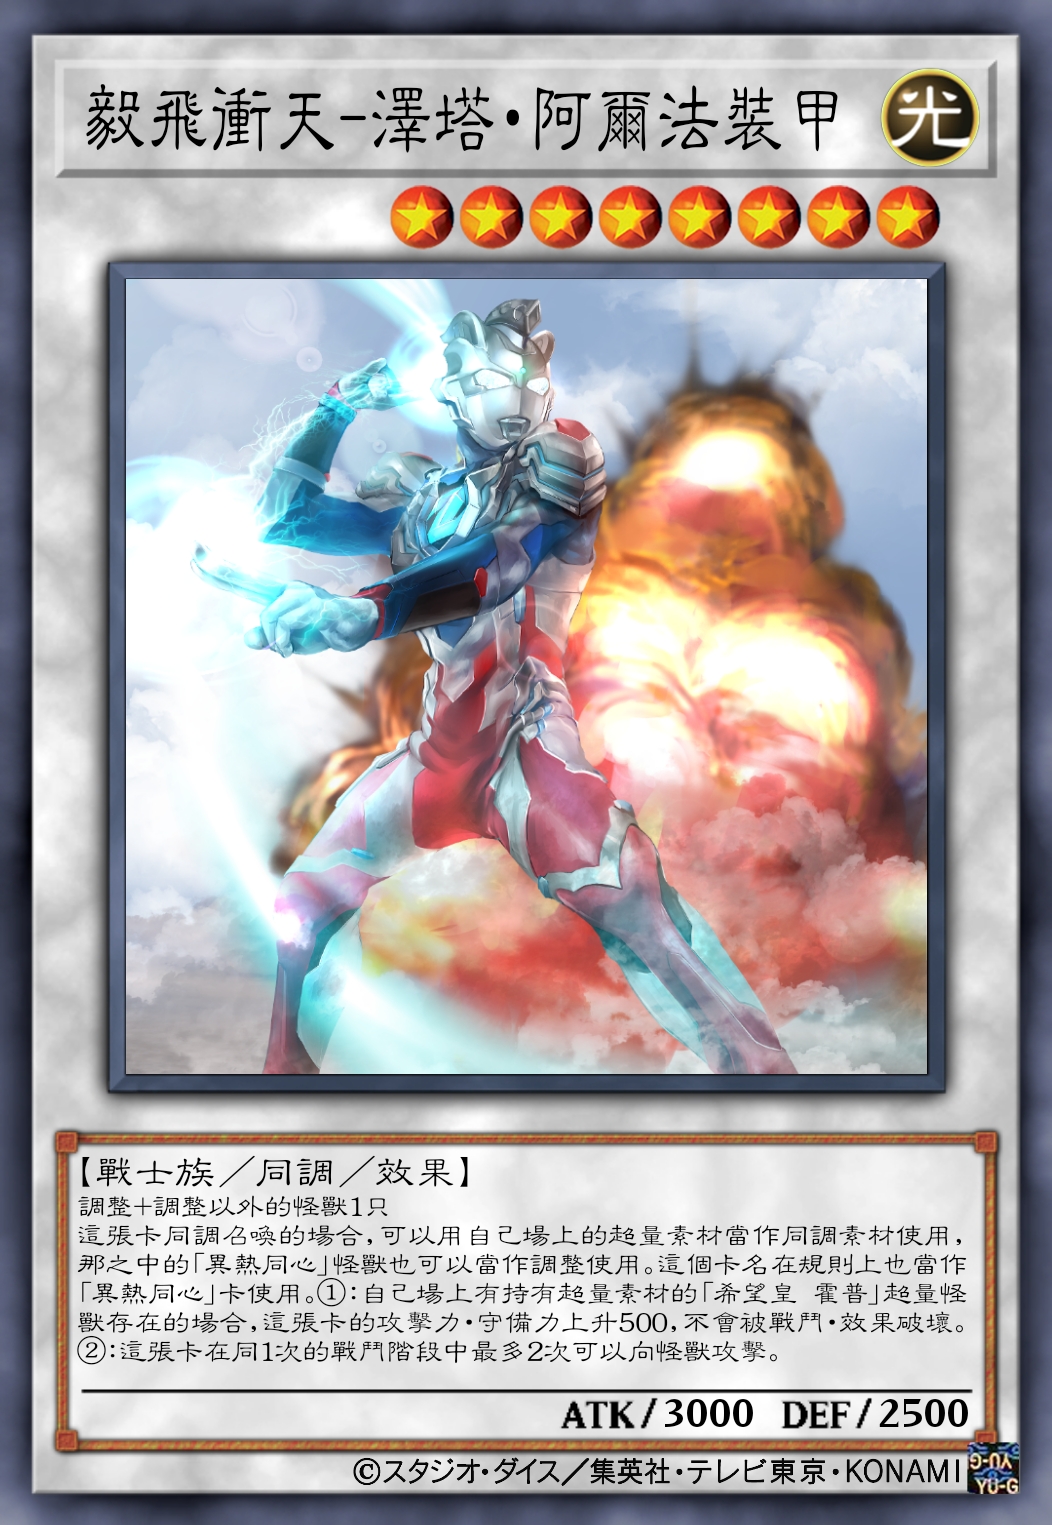 毅飛衝天-澤塔·阿爾法裝甲
光
【戰士族／同調／效果】
調整+調整以外的怪獸1只
這張卡同調召喚的場合,可以用自己場上的超量素材當作同調素材使用,
那之中的｢異熱同心｣怪獸也可以當作調整使用。這個卡名在規則上也當作
｢異熱同心｣卡使用。①:自己場上有持有超量素材的｢希望皇 霍普｣超量怪
獸存在的場合,這張卡的攻擊力·守備力上升500,不會被戰鬥·效果破壞。
②:這張卡在同1次的戰鬥階段中最多2次可以向怪獸攻擊。
ATK/3000 DEF/2500
©スタジオ·ダイス／集英社·テレビ東京·KONAMI
YU-G